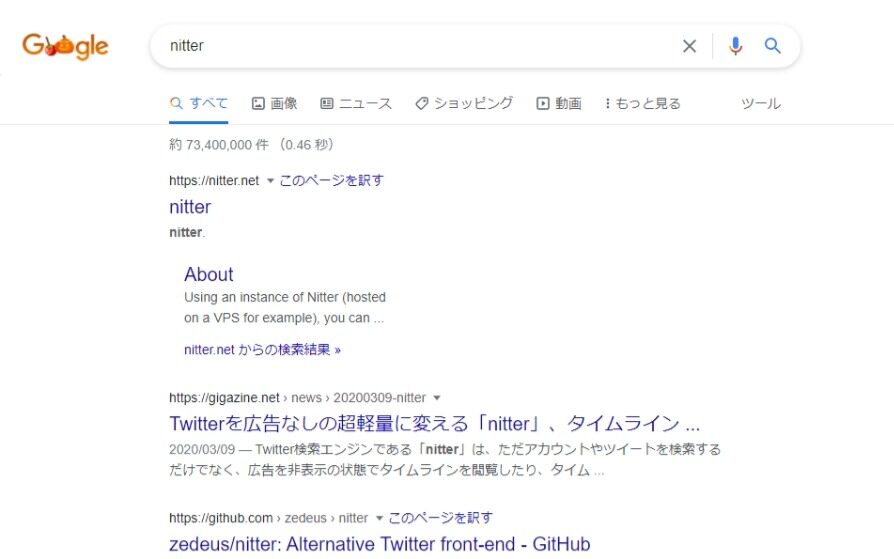 Google
nitter
すべて 画像 ニュース ショッピング 動画 もっと見る ツール
約 73,400,000 件 （0.46 秒）
https://nitter.net ▼ このページを訳す
nitter
nitter.
About
Using an instance of Nitter (hosted
on a VPS for example), you can ...
nitter.net からの検索結果 »
https://gigazine.net › news › 20200309-nitter ▼
Twitterを広告なしの超軽量に変える「nitter」、タイムライン ...
2020/03/09 — Twitter検索エンジンである「nitter」は、ただアカウントやツイートを検索する
だけでなく、広告を非表示の状態でタイムラインを閲覧したり、タイム ...
https://github.com › zedeus › nitter ▼ このページを訳す
zedeus/nitter: Alternative Twitter front-end - GitHub